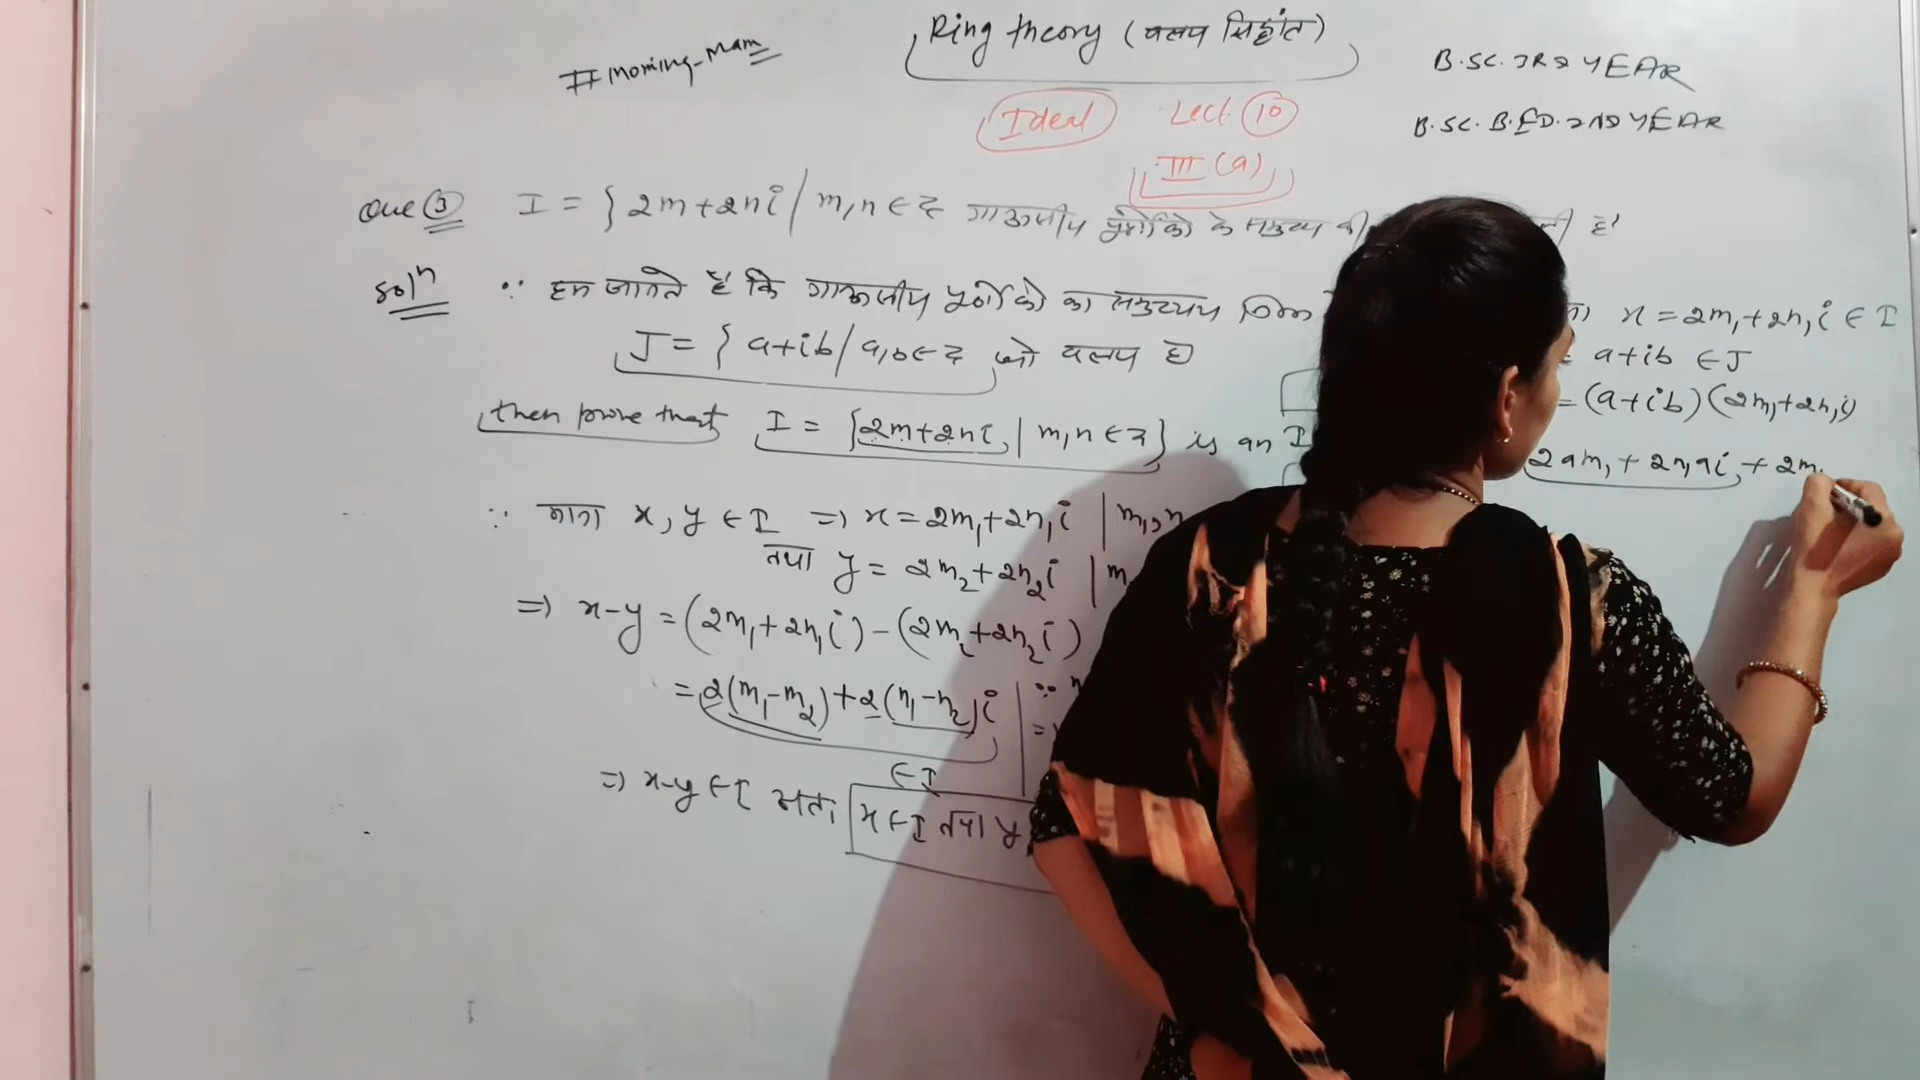 Ring theory (वलय सिद्धांत)
#morning_mam
B.SC. 3RD YEAR
B.SC. B.ED. 2ND YEAR
Ideal Lect. 10
III (a)
Que 3 I = { 2m+2ni / m,n ∈ Z गाऊसीय पूर्णांको के समुच्चय की
है।
Solⁿ ∵ हम जानते हैं कि गाऊसीय पूर्णांको का समुच्चय
J = { a+ib / a,b ∈ Z जो वलय है
then prove that I = {2m+2ni | m,n ∈ Z} is an I
∵ माना x, y ∈ I ⇒ x = 2m₁+2n₁i | m₁, n
तथा y = 2m₂+2n₂i | m
⇒ x-y = (2m₁+2n₁i) - (2m₂+2n₂i)
= 2(m₁-m₂)+2(n₁-n₂)i
∈ I
⇒ x-y ∈ I अतः x ∈ I तथा y
x = 2m₁+2n₁i ∈ I
= a+ib ∈ J
= (a+ib)(2m₁+2n₁i)
2am₁ + 2n₁ai + 2m